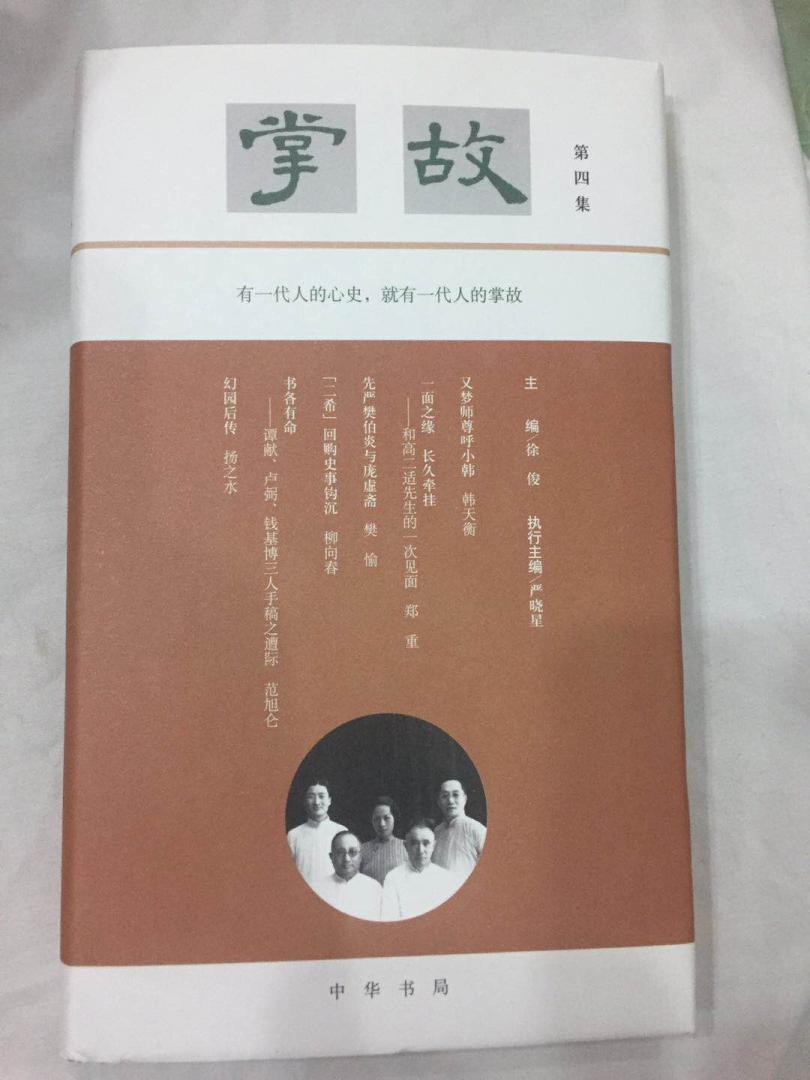 掌故
第四集
有一代人的心史，就有一代人的掌故
主 编/徐 俊 执行主编/严晓星
又梦师尊呼小韩 韩天衡
一面之缘 长久牵挂
——和高二适先生的一次见面 郑 重
先严樊伯炎与庞虚斋 樊 愉
「二希」回购史事钩沉 柳向春
书各有命
——谭献、卢弼、钱基博三人手稿之遭际 范旭仑
幻园后传 扬之水
中华书局